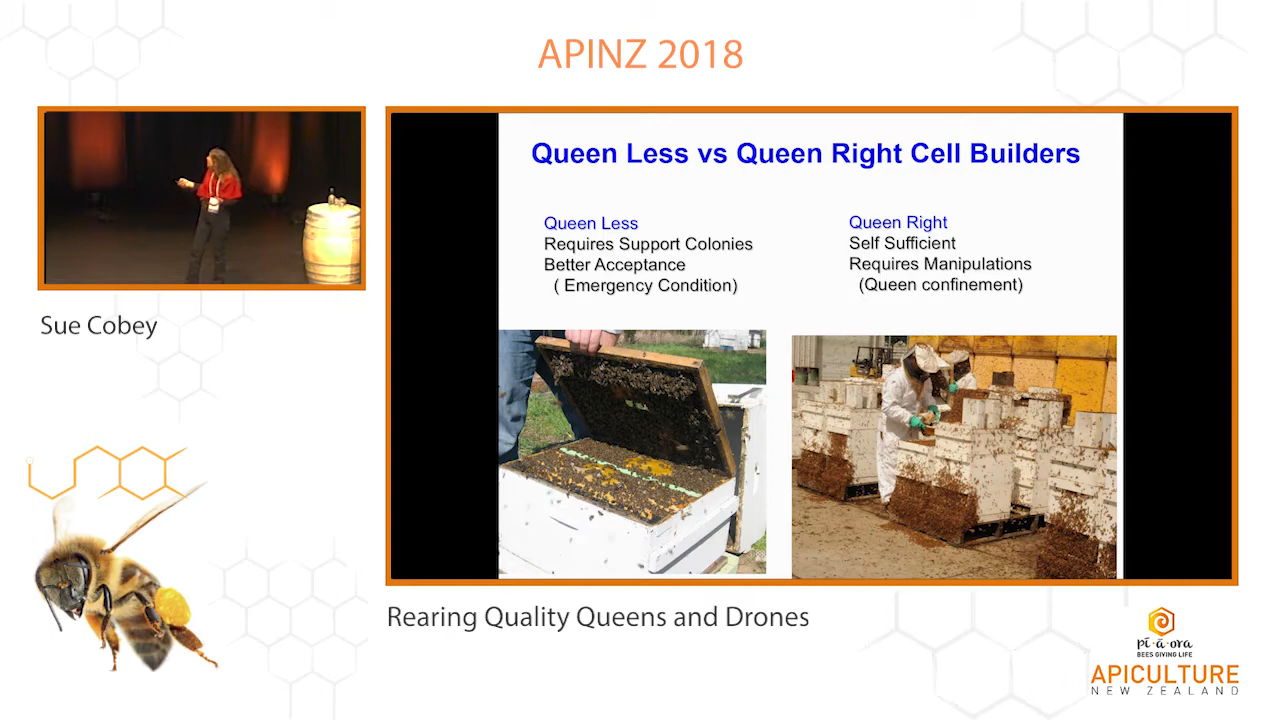 APINZ 2018
Sue Cobey
Queen Less vs Queen Right Cell Builders
Queen Less
Requires Support Colonies
Better Acceptance
( Emergency Condition)
Queen Right
Self Sufficient
Requires Manipulations
(Queen confinement)
Rearing Quality Queens and Drones
pī-ā-ora
BEES GIVING LIFE
APICULTURE
NEW ZEALAND